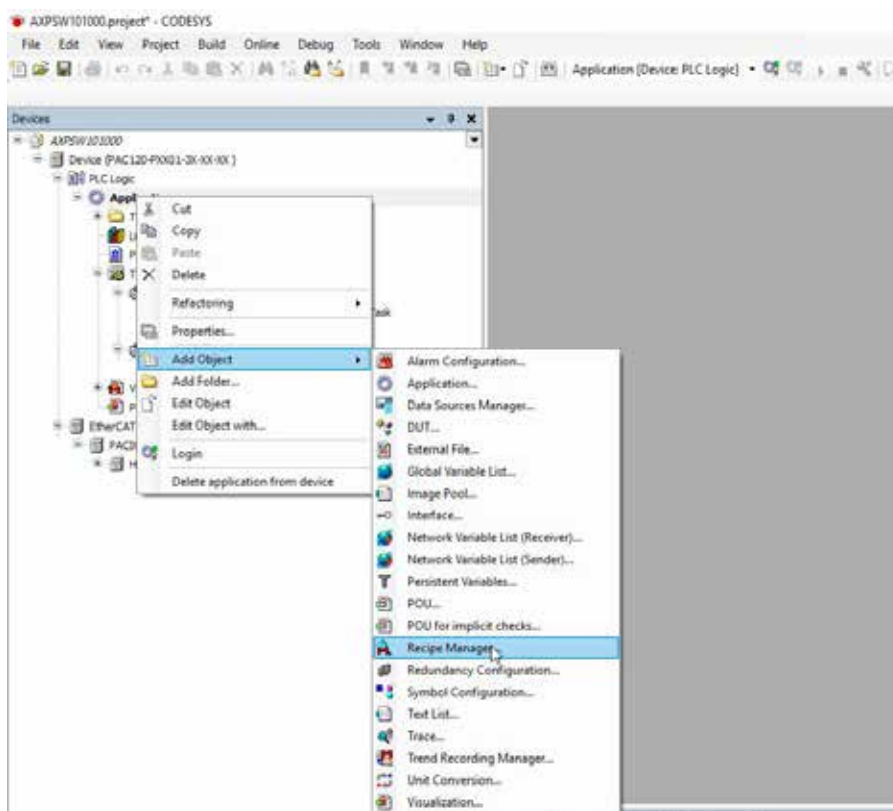 AXPSW101000.project* - CODESYS
File Edit View Project Build Online Debug Tools Window Help
Application [Device: PLC Logic]
Devices
AXPSW101000
Device (PAC120-PXX01-3X-XX-XX )
PLC Logic
Appl
EtherCAT
Cut
Copy
Paste
Delete
Refactoring
Properties...
Add Object
Add Folder...
Edit Object
Edit Object with...
Login
Delete application from device
Alarm Configuration...
Application...
Data Sources Manager...
DUT...
External File...
Global Variable List...
Image Pool...
Interface...
Network Variable List (Receiver)...
Network Variable List (Sender)...
Persistent Variables...
POU...
POU for implicit checks...
Recipe Manager...
Redundancy Configuration...
Symbol Configuration...
Text List...
Trace...
Trend Recording Manager...
Unit Conversion...
Visualization...